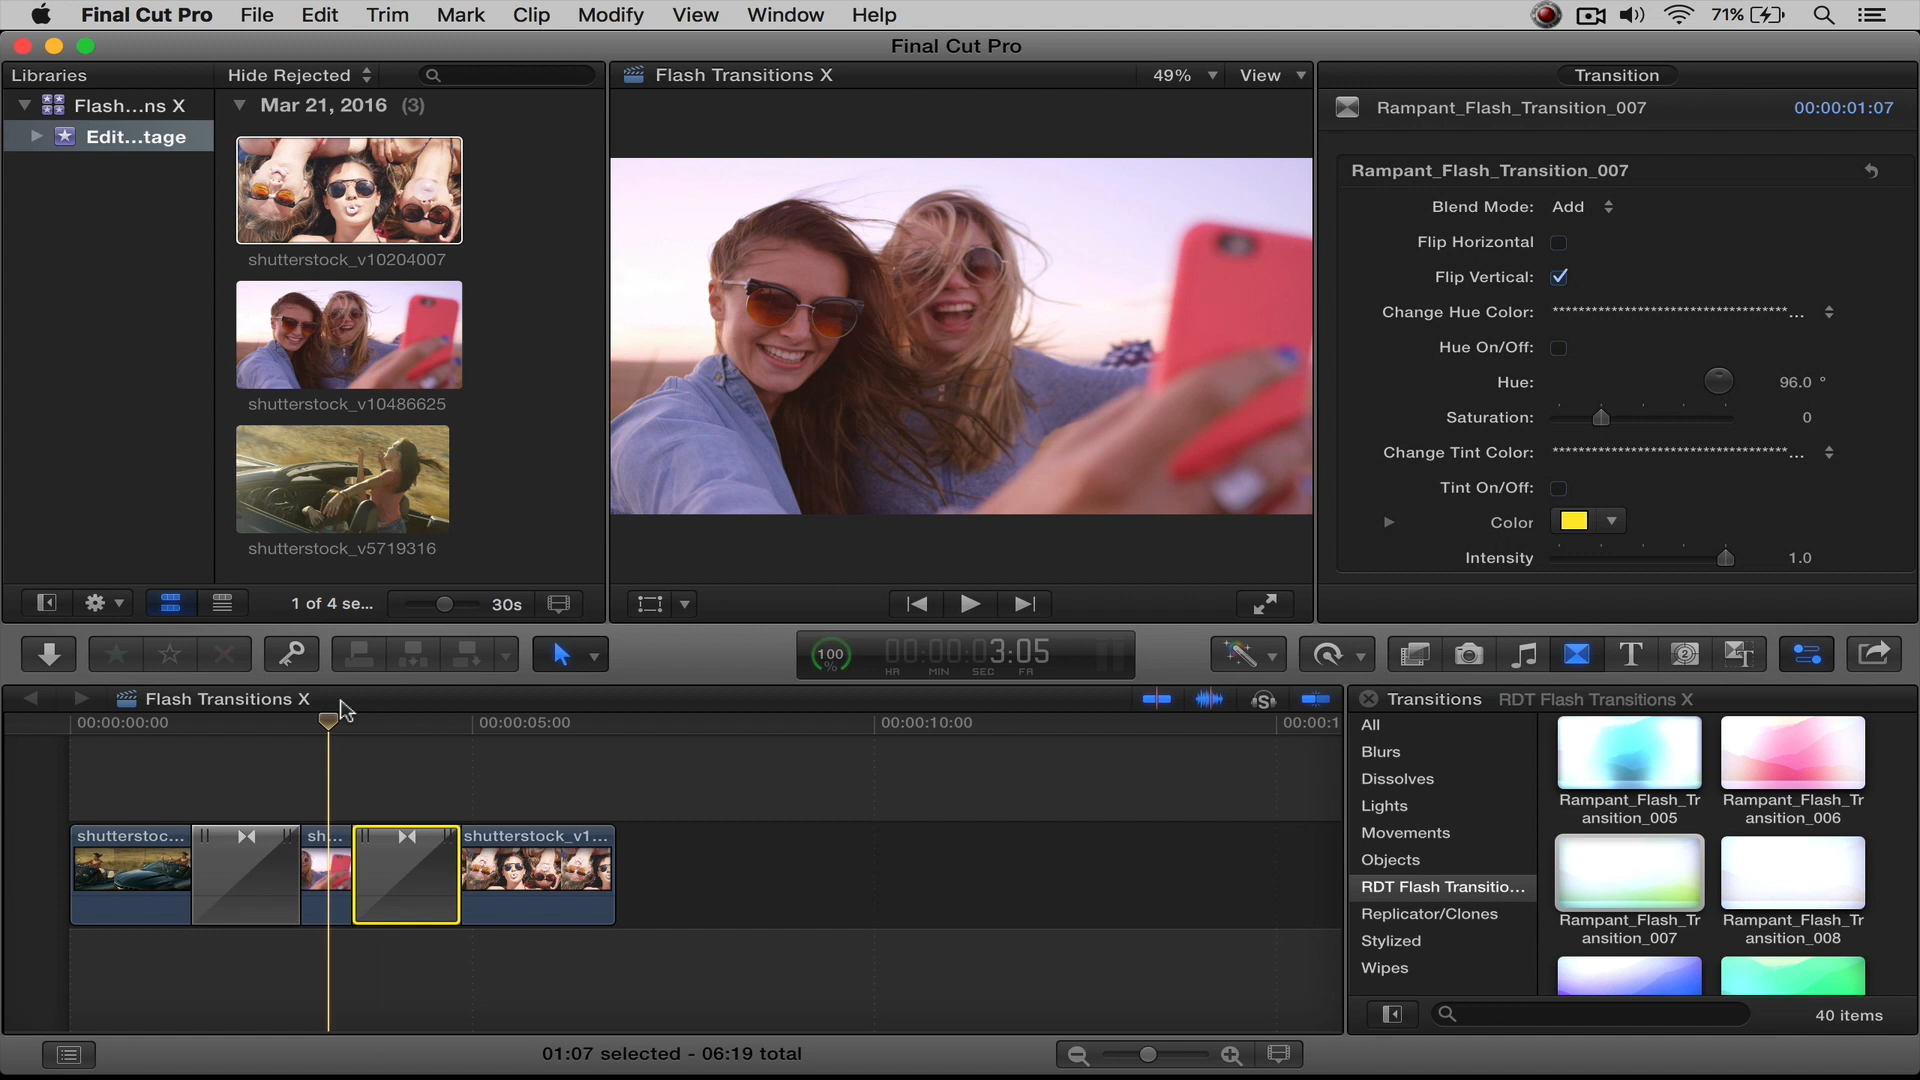 Final Cut Pro File Edit Trim Mark Clip Modify View Window Help 71%
Final Cut Pro
Libraries
Hide Rejected
Flash Transitions X
49%
View
Transition
Flash...ns X
Mar 21, 2016 (3)
Rampant_Flash_Transition_007
00:00:01:07
Edit...tage
Rampant_Flash_Transition_007
Blend Mode: Add
Flip Horizontal
shutterstock_v10204007
Flip Vertical:
Change Hue Color: ************************************...
Hue On/Off:
Hue: 96.0 °
shutterstock_v10486625
Saturation: 0
Change Tint Color: ************************************...
Tint On/Off:
Color
shutterstock_v5719316
Intensity 1.0
1 of 4 se...
30s
100
%
00:00:03:05
HR MIN SEC FR
T
2
T
Flash Transitions X
S
Transitions RDT Flash Transitions X
00:00:00:00
00:00:05:00
00:00:10:00
00:00:1
All
Blurs
Dissolves
Lights
Movements
Objects
RDT Flash Transitio...
Replicator/Clones
Stylized
Wipes
Rampant_Flash_Tr
ansition_005
Rampant_Flash_Tr
ansition_006
Rampant_Flash_Tr
ansition_007
Rampant_Flash_Tr
ansition_008
shutterstoc...
sh...
shutterstock_v1...
40 items
01:07 selected - 06:19 total